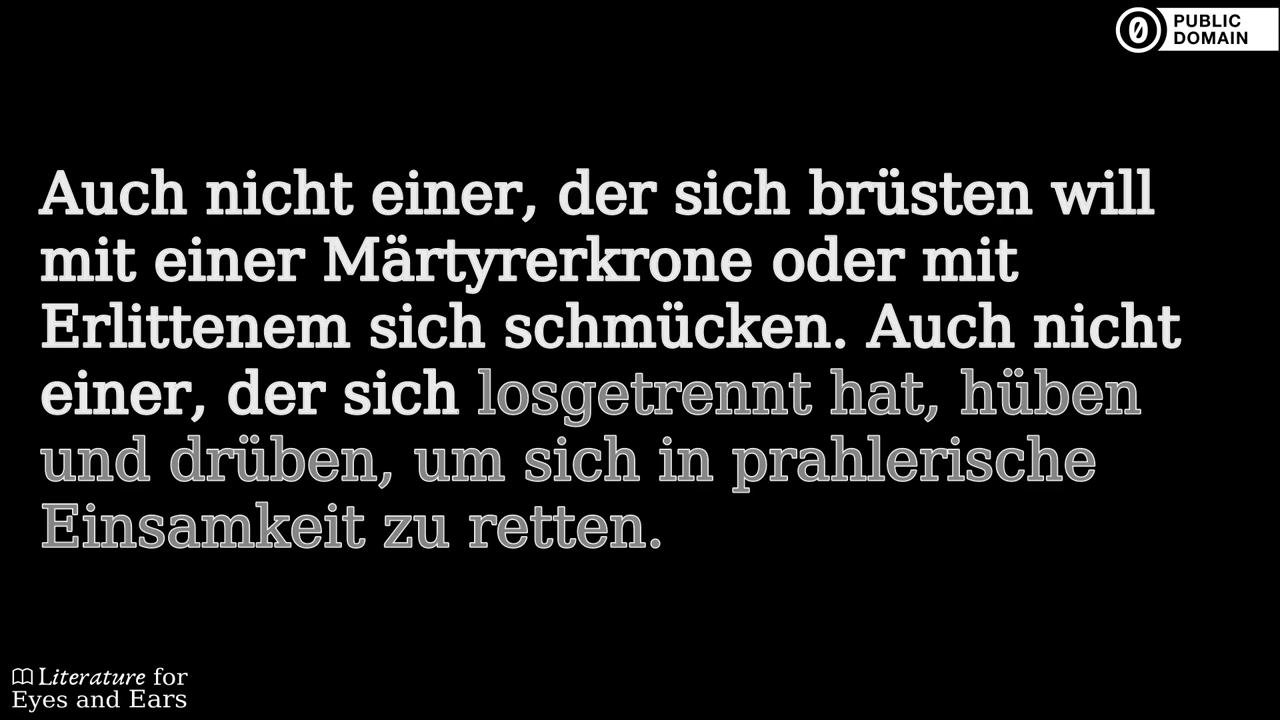 PUBLIC
DOMAIN
Auch nicht einer, der sich brüsten will
mit einer Märtyrerkrone oder mit
Erlittenem sich schmücken. Auch nicht
einer, der sich losgetrennt hat, hüben
und drüben, um sich in prahlerische
Einsamkeit zu retten.
Literature for
Eyes and Ears